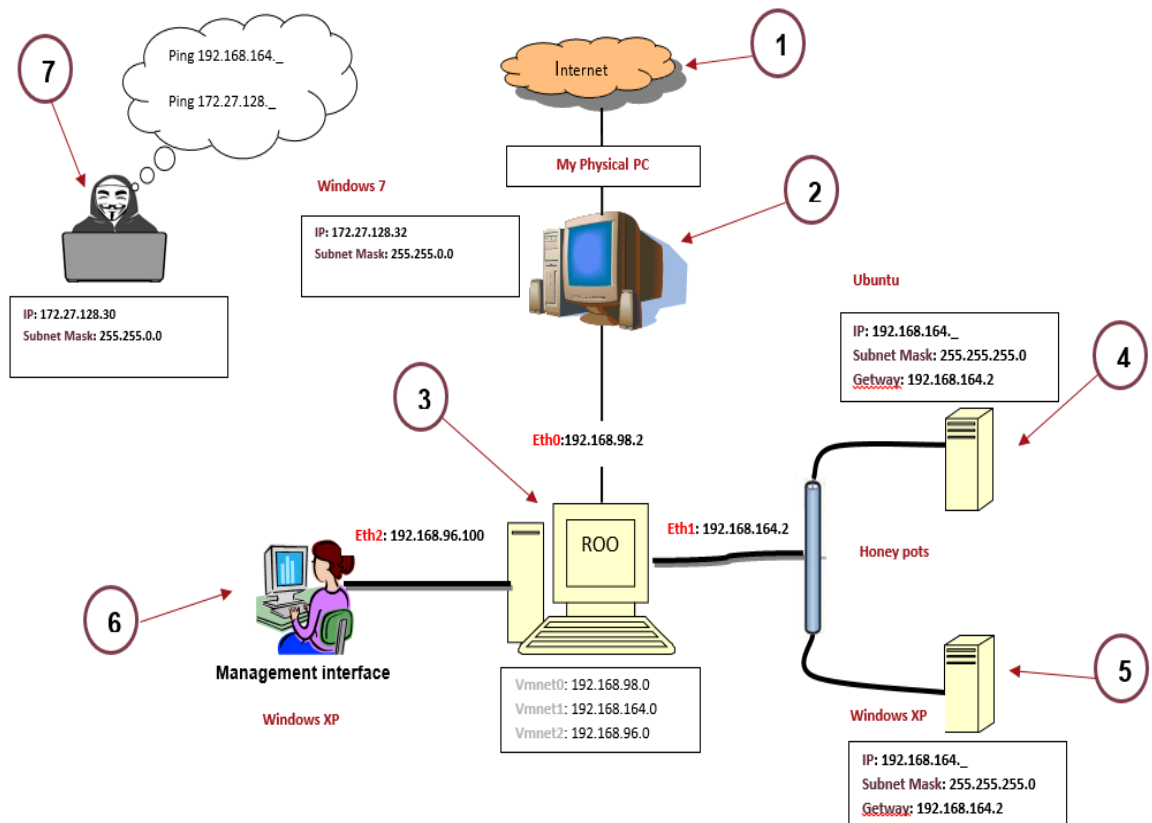 7
Ping 192.168.164._
Ping 172.27.128._
Internet
1
My Physical PC
Windows 7
2
IP: 172.27.128.32
Subnet Mask: 255.255.0.0
IP: 172.27.128.30
Subnet Mask: 255.255.0.0
Ubuntu
IP: 192.168.164._
Subnet Mask: 255.255.255.0
Getway: 192.168.164.2
4
3
Eth0:192.168.98.2
Eth2: 192.168.96.100
ROO
Eth1: 192.168.164.2
Honey pots
6
Management interface
Windows XP
Vmnet0: 192.168.98.0
Vmnet1: 192.168.164.0
Vmnet2: 192.168.96.0
5
Windows XP
IP: 192.168.164._
Subnet Mask: 255.255.255.0
Getway: 192.168.164.2